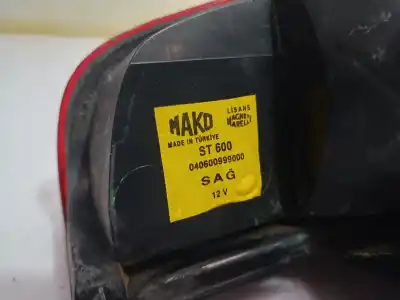 MAKO
MADE IN TÜRKİYE
LİSANS
MAGNETI
MARELLI
ST 600
040600999000
SAĞ
12 V